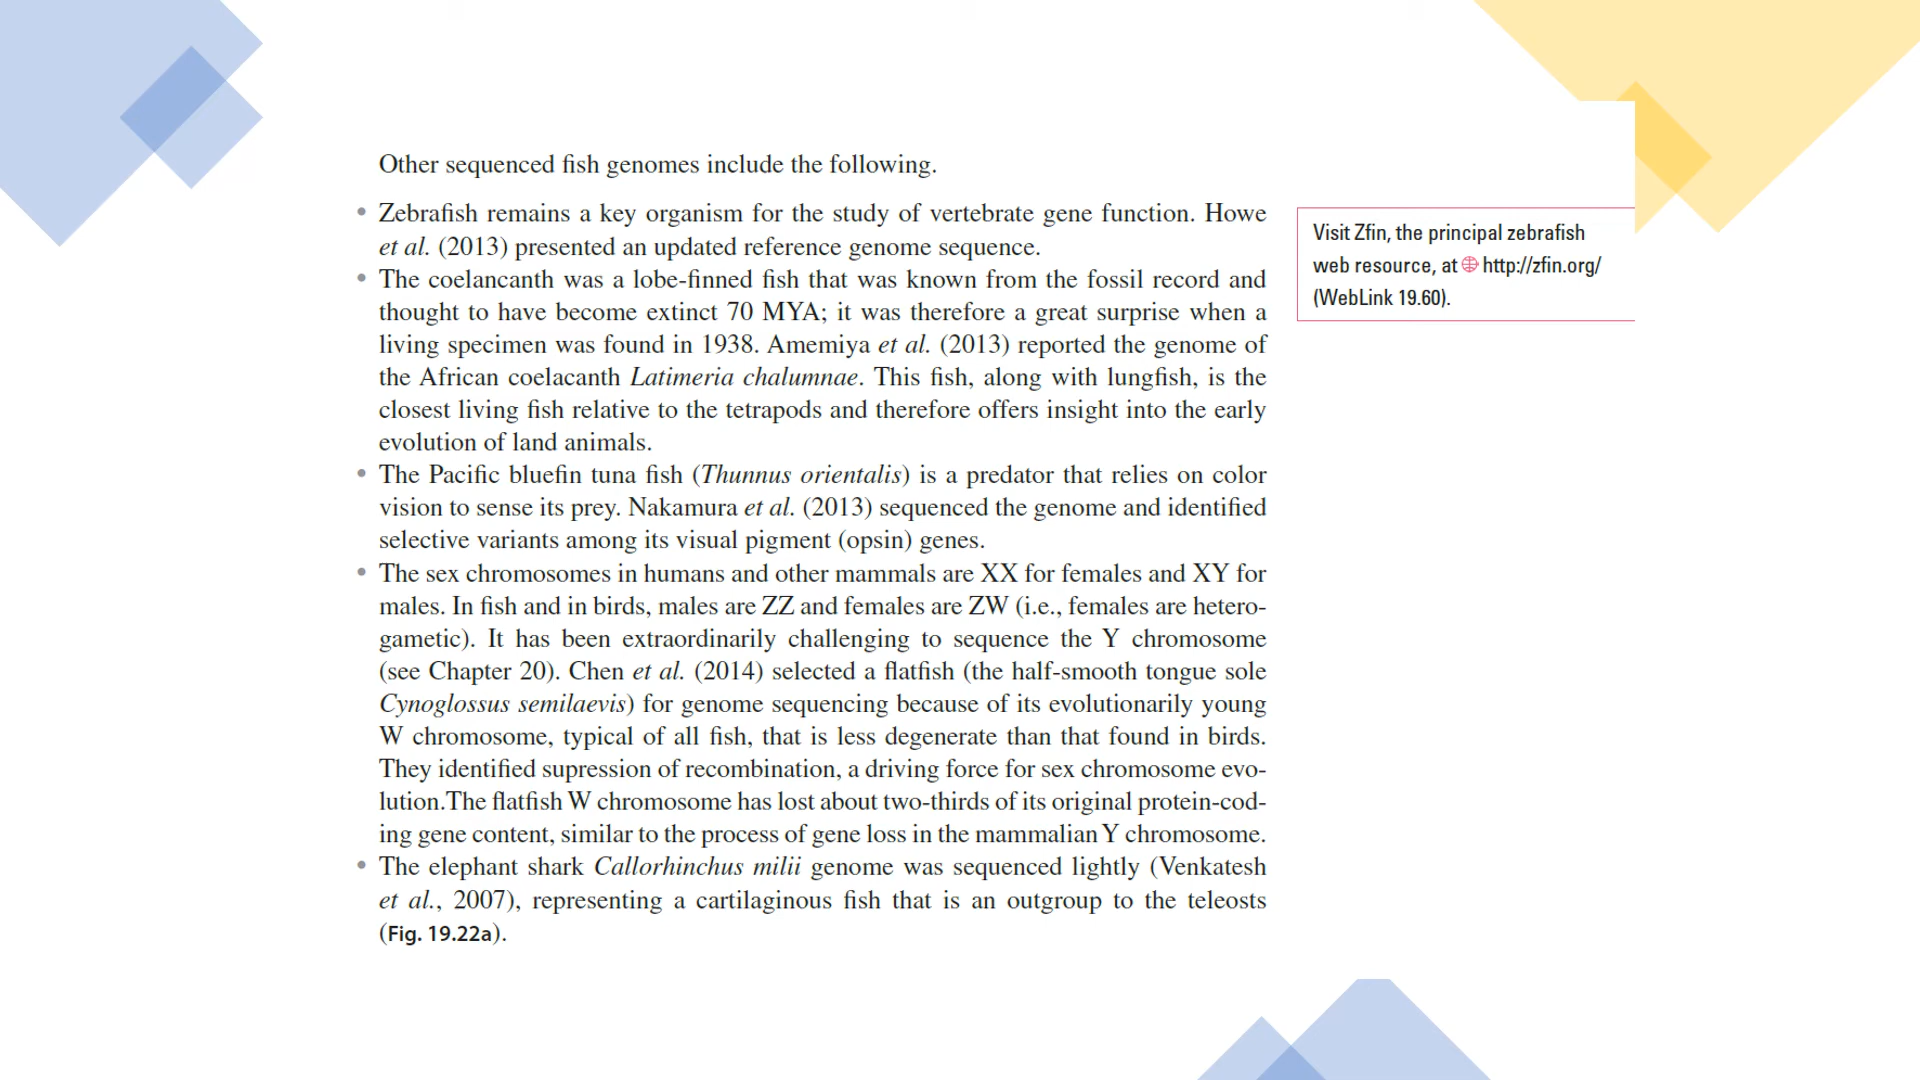 Other sequenced fish genomes include the following.
• Zebrafish remains a key organism for the study of vertebrate gene function. Howe
et al. (2013) presented an updated reference genome sequence.
• The coelancanth was a lobe-finned fish that was known from the fossil record and
thought to have become extinct 70 MYA; it was therefore a great surprise when a
living specimen was found in 1938. Amemiya et al. (2013) reported the genome of
the African coelacanth Latimeria chalumnae. This fish, along with lungfish, is the
closest living fish relative to the tetrapods and therefore offers insight into the early
evolution of land animals.
• The Pacific bluefin tuna fish (Thunnus orientalis) is a predator that relies on color
vision to sense its prey. Nakamura et al. (2013) sequenced the genome and identified
selective variants among its visual pigment (opsin) genes.
• The sex chromosomes in humans and other mammals are XX for females and XY for
males. In fish and in birds, males are ZZ and females are ZW (i.e., females are hetero-
gametic). It has been extraordinarily challenging to sequence the Y chromosome
(see Chapter 20). Chen et al. (2014) selected a flatfish (the half-smooth tongue sole
Cynoglossus semilaevis) for genome sequencing because of its evolutionarily young
W chromosome, typical of all fish, that is less degenerate than that found in birds.
They identified supression of recombination, a driving force for sex chromosome evo-
lution.The flatfish W chromosome has lost about two-thirds of its original protein-cod-
ing gene content, similar to the process of gene loss in the mammalian Y chromosome.
• The elephant shark Callorhinchus milii genome was sequenced lightly (Venkatesh
et al., 2007), representing a cartilaginous fish that is an outgroup to the teleosts
(Fig. 19.22a).
Visit Zfin, the principal zebrafish
web resource, at http://zfin.org/
(WebLink 19.60).